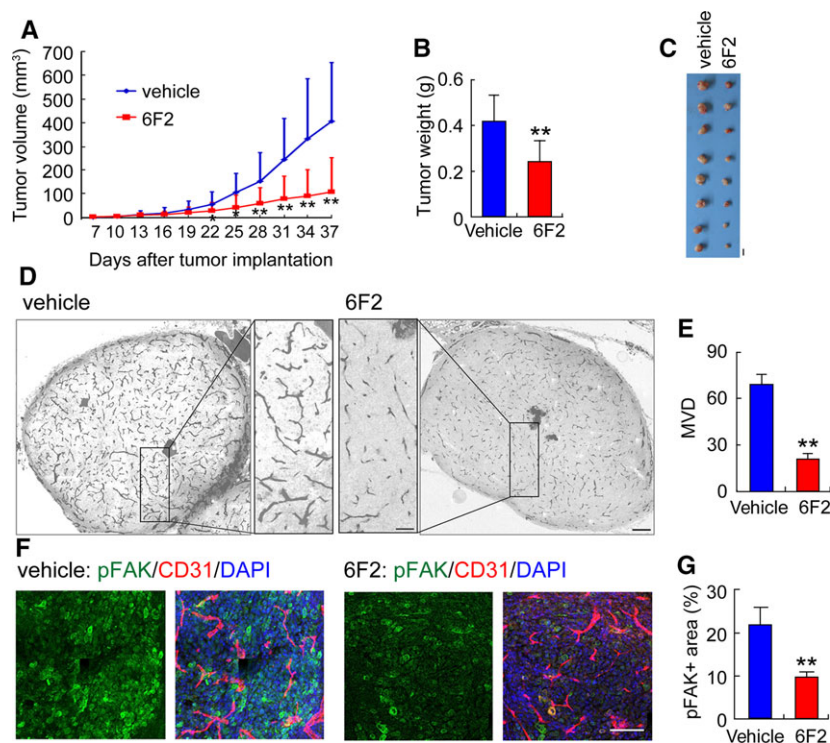 A
Tumor volume (mm³)
700
600
500
400
300
200
100
0
vehicle
6F2
* * ** ** ** **
7 10 13 16 19 22 25 28 31 34 37
Days after tumor implantation
B
Tumor weight (g)
0.6
0.4
0.2
0
**
Vehicle 6F2
C
vehicle
6F2
D
vehicle
6F2
E
MVD
90
60
30
0
**
Vehicle 6F2
F
vehicle: pFAK/CD31/DAPI
6F2: pFAK/CD31/DAPI
G
pFAK+ area (%)
30
20
10
0
**
Vehicle 6F2